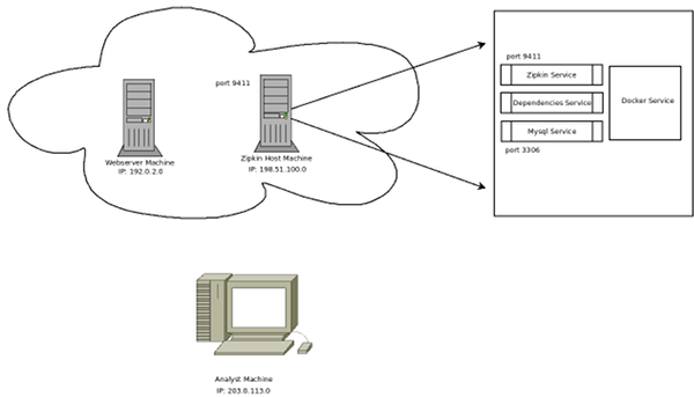 port 9411
Webserver Machine
IP: 192.0.2.0
Zipkin Host Machine
IP: 198.51.100.0
port 9411
Zipkin Service
Dependencies Service
Mysql Service
port 3306
Docker Service
Analyst Machine
IP: 203.0.113.0